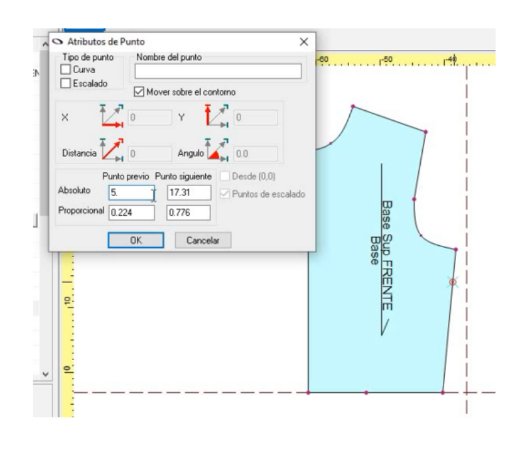 Atributos de Punto
Tipo de punto
Nombre del punto
Curva
Escalado
Mover sobre el contorno
X 0 Y 0
Distancia 0 Angulo 0.0
Desde (0,0)
Punto previo Punto siguiente
Absoluto 5. 17.31
Puntos de escalado
Proporcional 0.224 0.776
OK Cancelar
-60 -50 -40
Base Sup FRENTE
Base
10
0